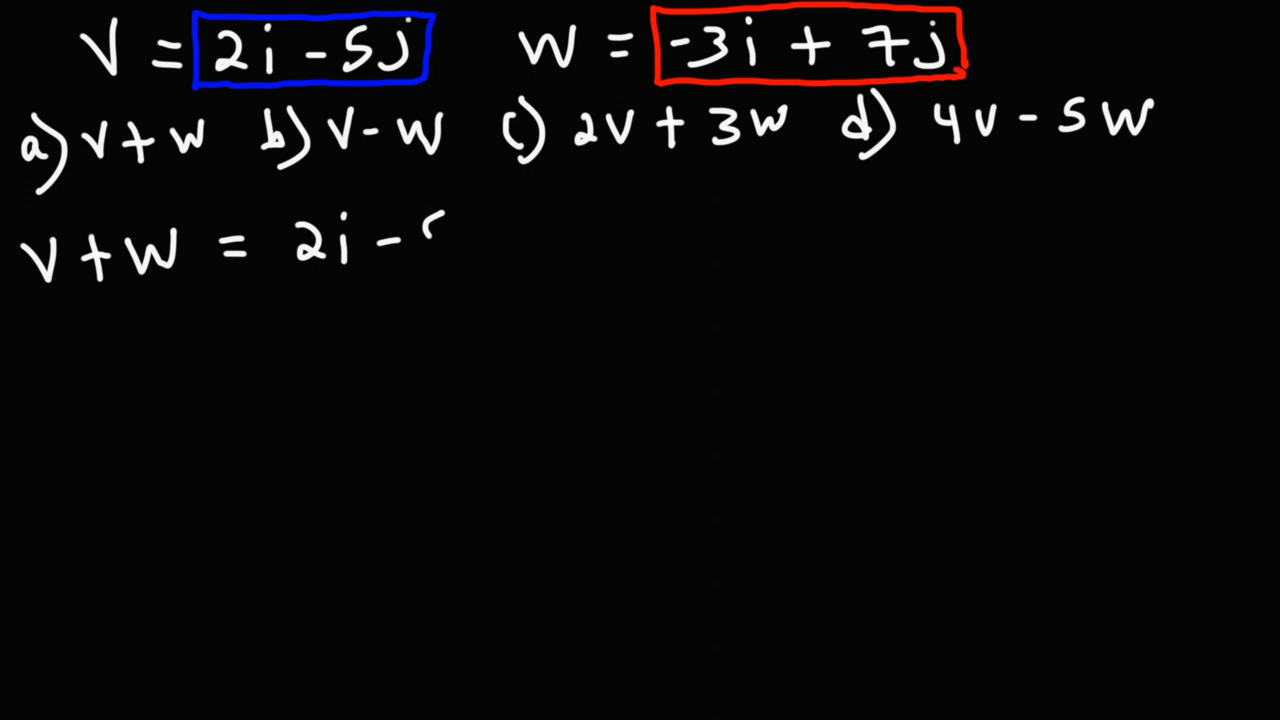 V = 2i - 5j W = -3i + 7j
a) V + W b) V - W c) 2V + 3W d) 4V - 5W
V + W = 2i -